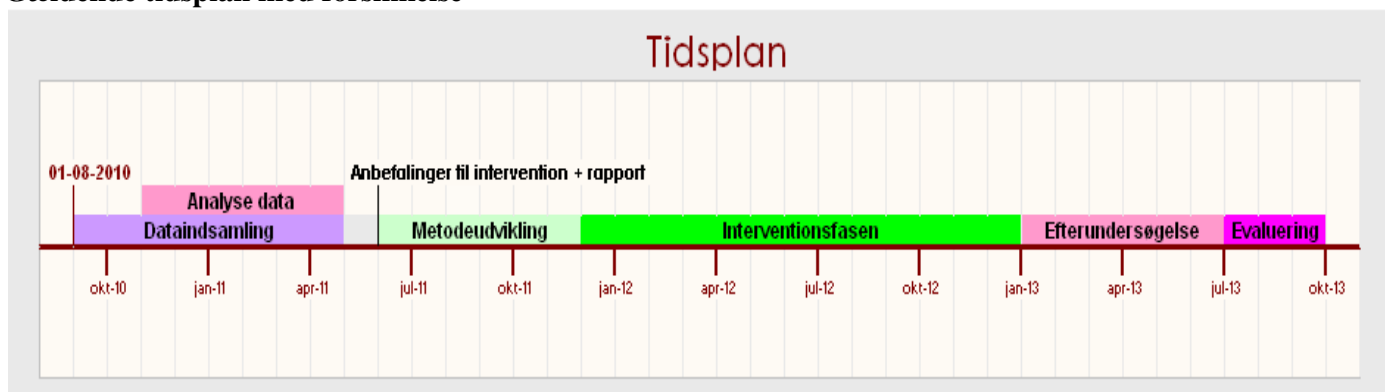 Tidsplan
01-08-2010
Anbefalinger til intervention + rapport
Analyse data
Dataindsamling
Metodeudvikling
Interventionsfasen
Efterundersøgelse
Evaluering
okt-10 jan-11 apr-11 jul-11 okt-11 jan-12 apr-12 jul-12 okt-12 jan-13 apr-13 jul-13 okt-13